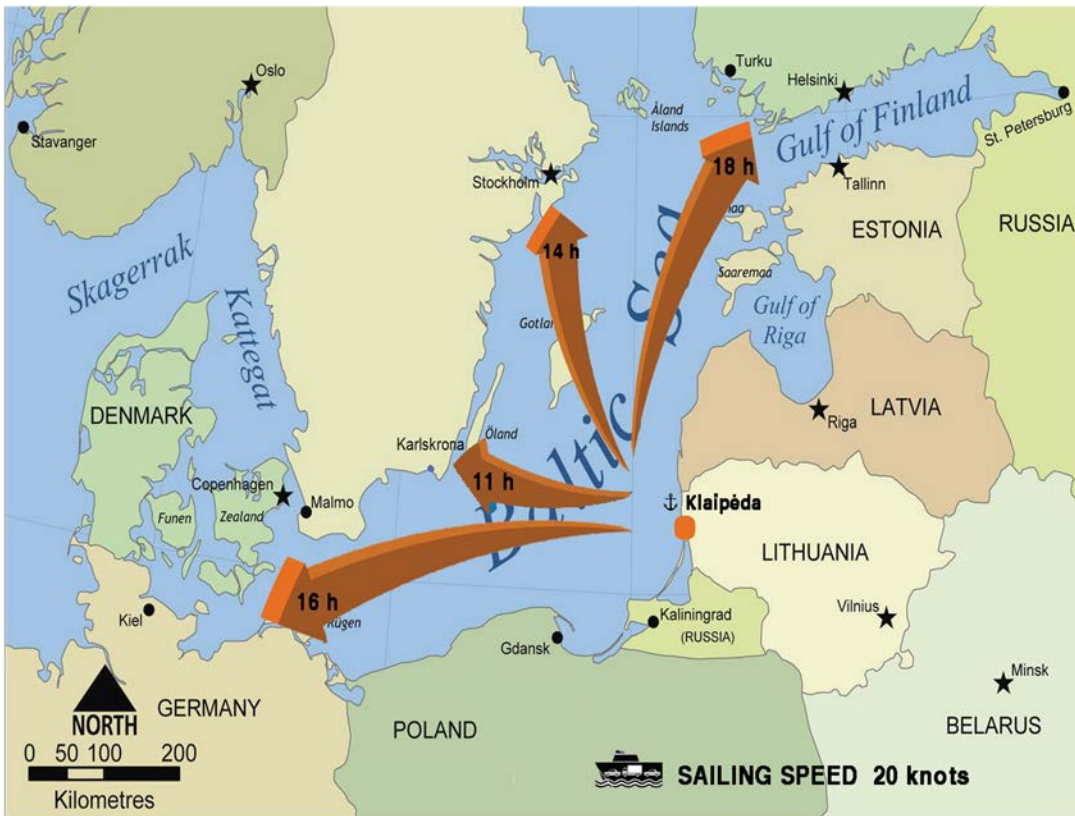 Oslo
Stavanger
Skagerrak
Kattegat
DENMARK
Copenhagen
Funen
Zealand
Malmo
Kiel
GERMANY
NORTH
0 50 100 200
Kilometres
Stockholm
Turku
Helsinki
Åland
Islands
Gulf of Finland
St. Petersburg
Tallinn
ESTONIA
RUSSIA
Saaremaa
Gulf of
Riga
Riga
LATVIA
Baltic Sea
Karlskrona
Öland
18 h
14 h
11 h
16 h
Klaipėda
LITHUANIA
Vilnius
Kaliningrad
(RUSSIA)
Gdansk
POLAND
Minsk
BELARUS
SAILING SPEED 20 knots